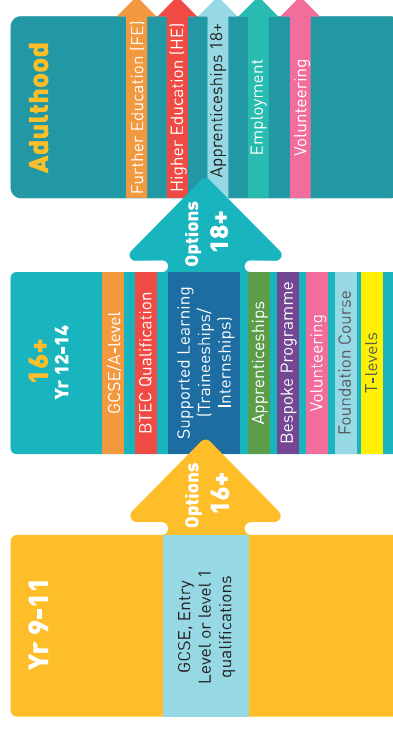 Yr 9-11
GCSE, Entry
Level or level 1
qualifications
Options
16+
16+
Yr 12-14
GCSE/A-level
BTEC Qualification
Supported Learning
(Traineeships/
Internships)
Apprenticeships
Bespoke Programme
Volunteering
Foundation Course
T-levels
Options
18+
Adulthood
Further Education (FE)
Higher Education (HE)
Apprenticeships 18+
Employment
Volunteering